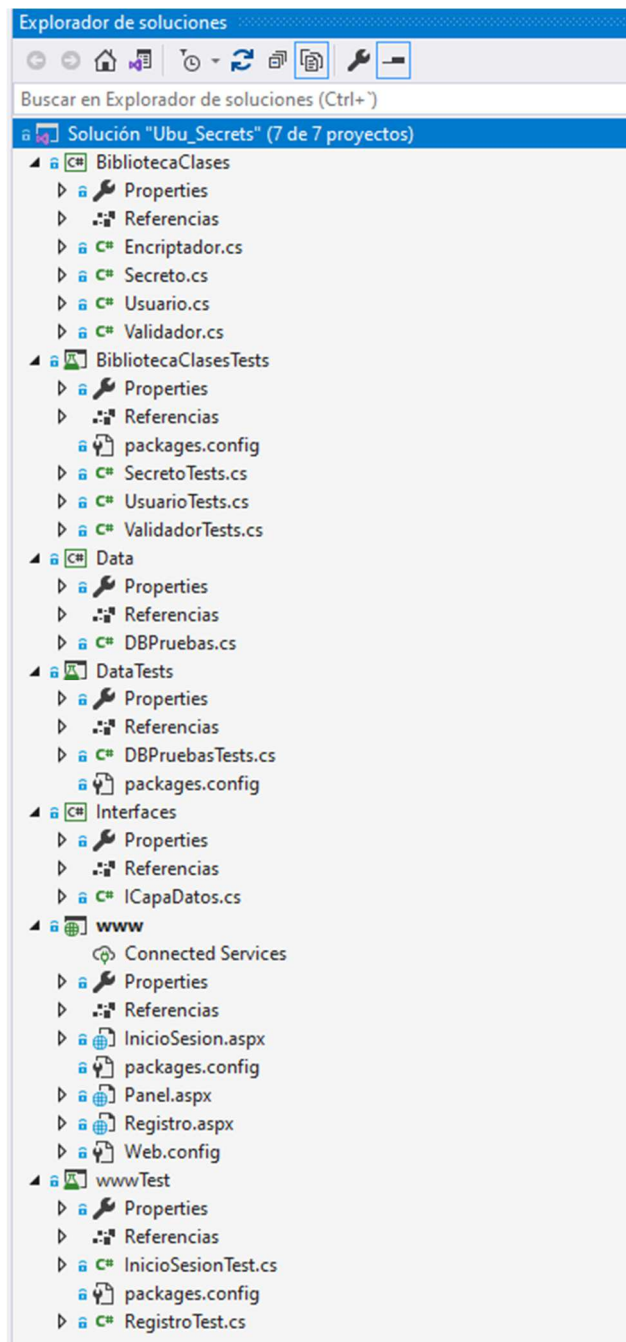 Explorador de soluciones
Buscar en Explorador de soluciones (Ctrl+`)
Solución "Ubu_Secrets" (7 de 7 proyectos)
C# BibliotecaClases
Properties
Referencias
C# Encriptador.cs
C# Secreto.cs
C# Usuario.cs
C# Validador.cs
BibliotecaClasesTests
Properties
Referencias
packages.config
C# SecretoTests.cs
C# UsuarioTests.cs
C# ValidadorTests.cs
C# Data
Properties
Referencias
C# DBPruebas.cs
DataTests
Properties
Referencias
C# DBPruebasTests.cs
packages.config
C# Interfaces
Properties
Referencias
C# ICapaDatos.cs
www
Connected Services
Properties
Referencias
InicioSesion.aspx
packages.config
Panel.aspx
Registro.aspx
Web.config
wwwTest
Properties
Referencias
C# InicioSesionTest.cs
packages.config
C# RegistroTest.cs